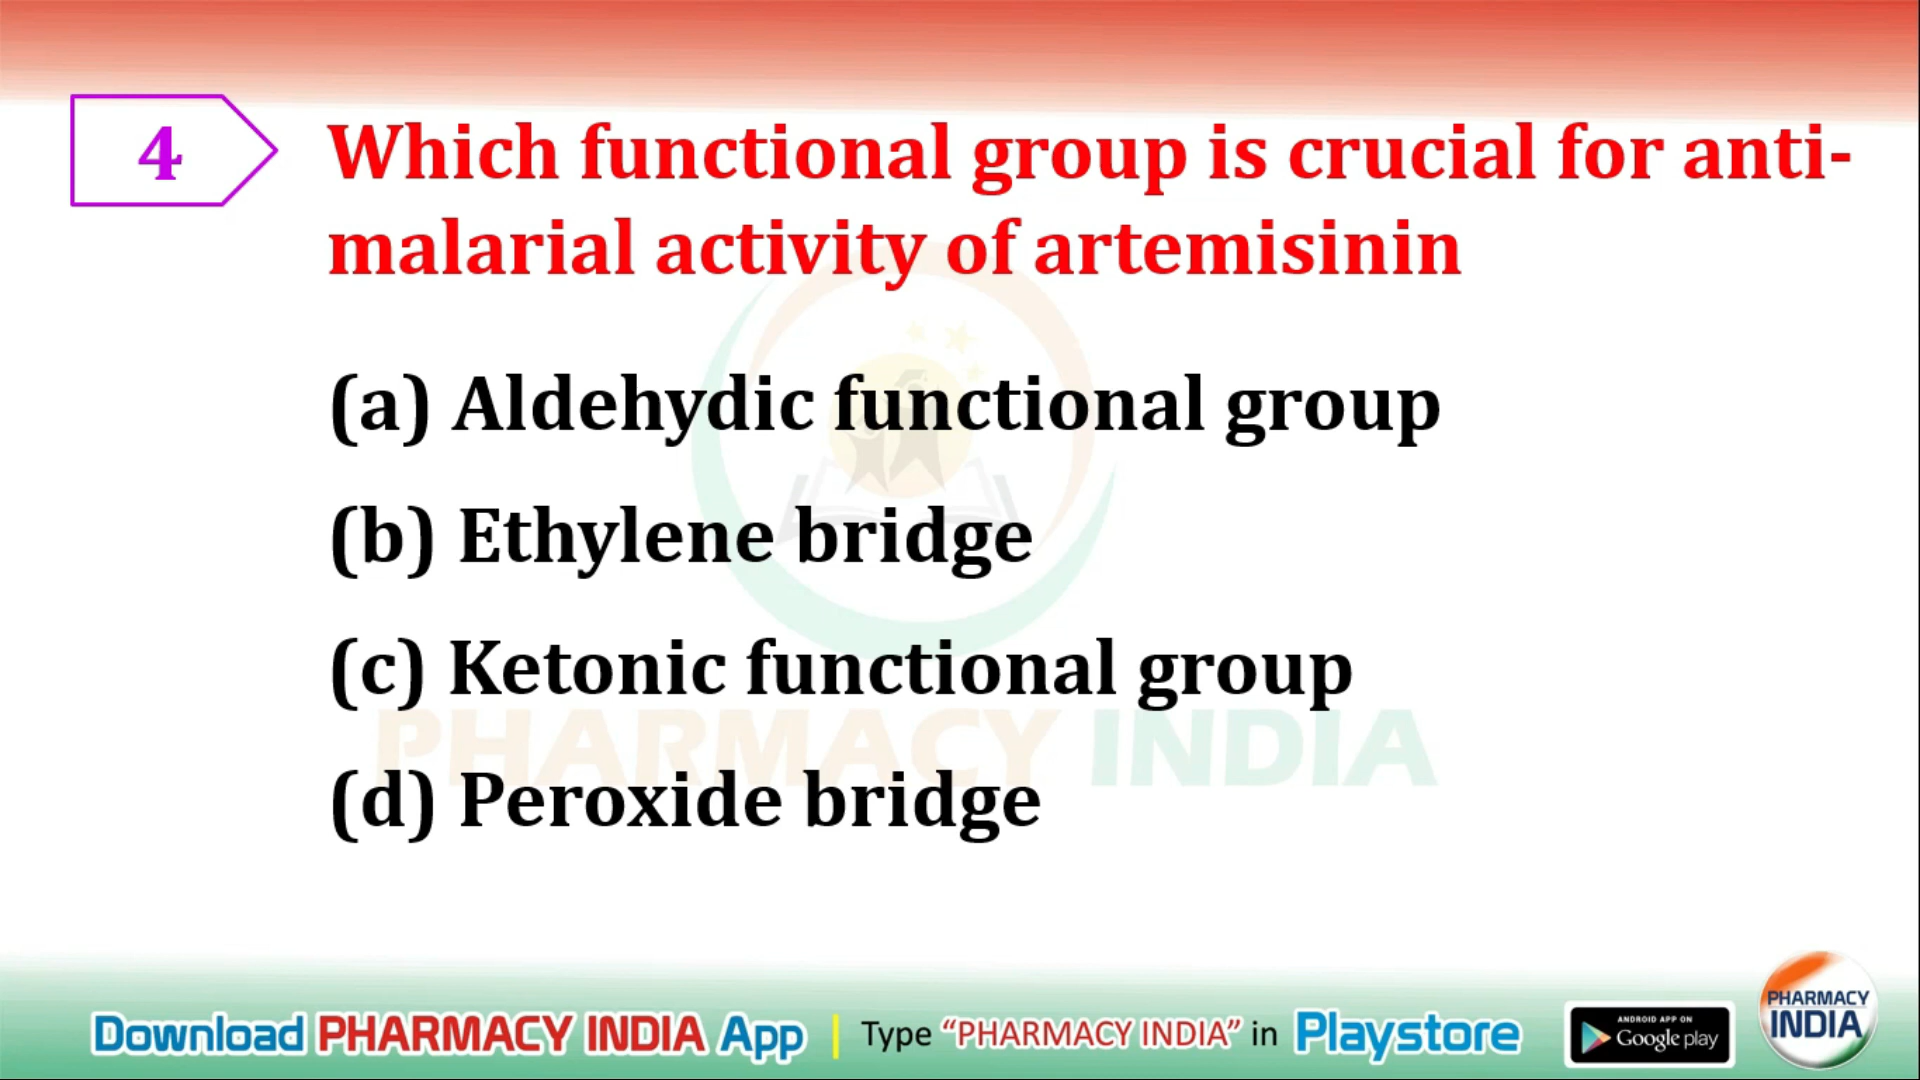 4
Which functional group is crucial for anti-
malarial activity of artemisinin
(a) Aldehydic functional group
(b) Ethylene bridge
(c) Ketonic functional group
(d) Peroxide bridge
PHARMACY INDIA
Download PHARMACY INDIA App | Type “PHARMACY INDIA” in Playstore
ANDROID APP ON
Google play
PHARMACY
INDIA